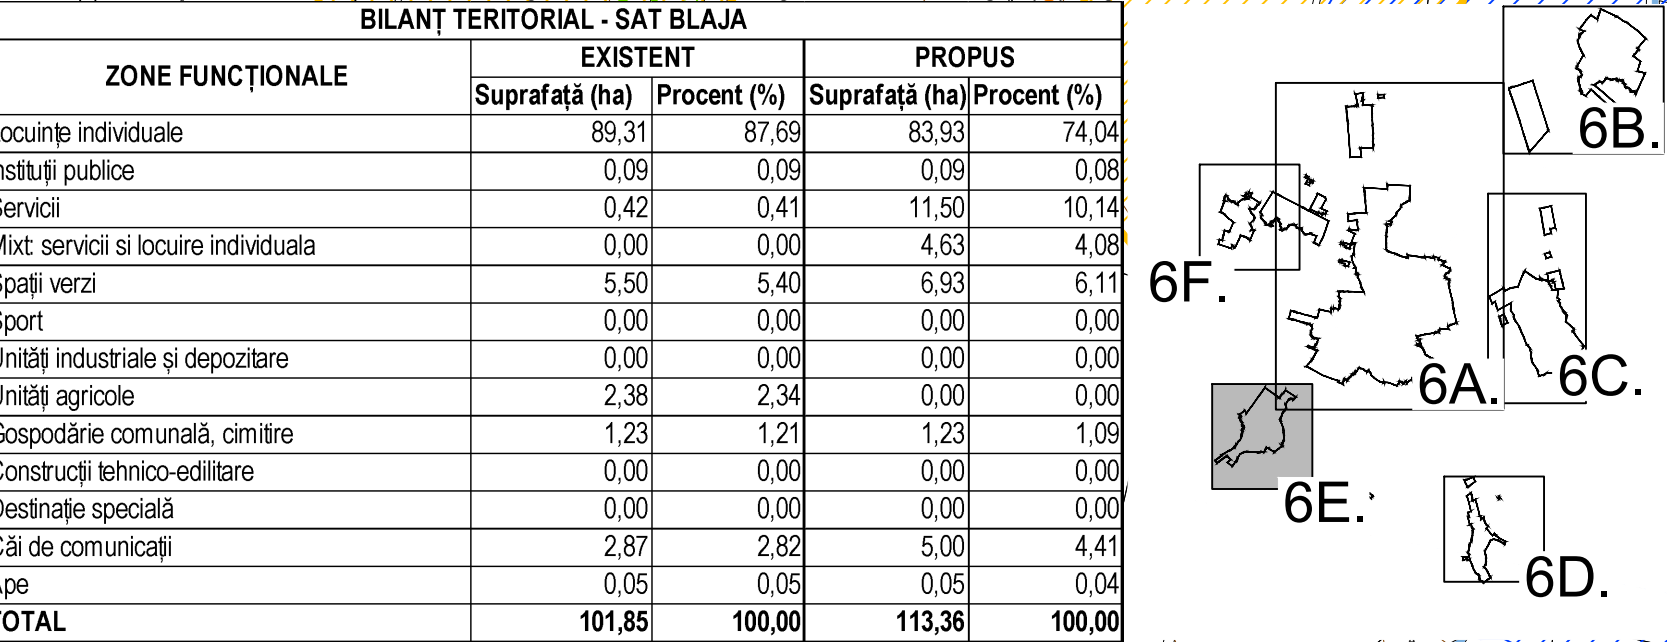 BILANȚ TERITORIAL - SAT BLAJA
ZONE FUNCȚIONALE EXISTENT PROPUS
Suprafață (ha) Procent (%) Suprafață (ha) Procent (%)
ocuințe individuale 89,31 87,69 83,93 74,04
nstituții publice 0,09 0,09 0,09 0,08
Servicii 0,42 0,41 11,50 10,14
Mixt: servicii si locuire individuala 0,00 0,00 4,63 4,08
Spații verzi 5,50 5,40 6,93 6,11
Sport 0,00 0,00 0,00 0,00
Unități industriale și depozitare 0,00 0,00 0,00 0,00
Unități agricole 2,38 2,34 0,00 0,00
Gospodărie comunală, cimitire 1,23 1,21 1,23 1,09
Construcții tehnico-edilitare 0,00 0,00 0,00 0,00
Destinație specială 0,00 0,00 0,00 0,00
Căi de comunicații 2,87 2,82 5,00 4,41
Ape 0,05 0,05 0,05 0,04
TOTAL 101,85 100,00 113,36 100,00
6B.
6F.
6A.
6C.
6E.
6D.